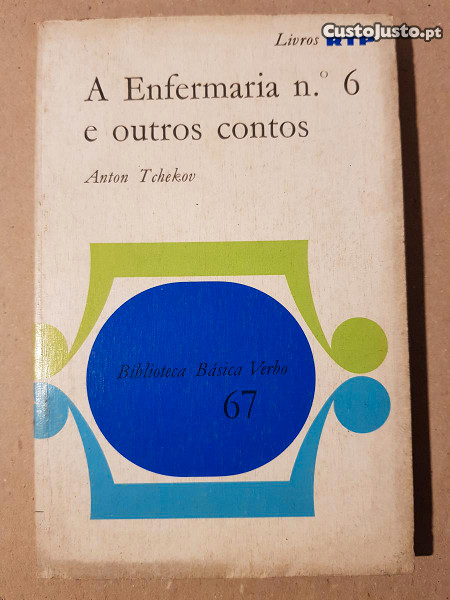 CustoJusto.pt
Livros RTP
A Enfermaria n.º 6
e outros contos
Anton Tchekov
Biblioteca Básica Verbo
67